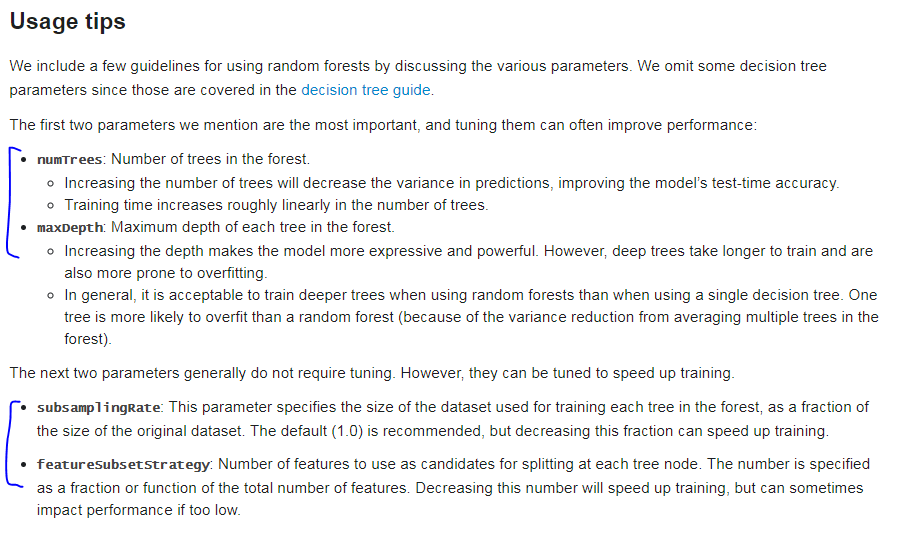 Usage tips
We include a few guidelines for using random forests by discussing the various parameters. We omit some decision tree
parameters since those are covered in the decision tree guide.
The first two parameters we mention are the most important, and tuning them can often improve performance:
• numTrees: Number of trees in the forest.
◦ Increasing the number of trees will decrease the variance in predictions, improving the model's test-time accuracy.
◦ Training time increases roughly linearly in the number of trees.
• maxDepth: Maximum depth of each tree in the forest.
◦ Increasing the depth makes the model more expressive and powerful. However, deep trees take longer to train and are
also more prone to overfitting.
◦ In general, it is acceptable to train deeper trees when using random forests than when using a single decision tree. One
tree is more likely to overfit than a random forest (because of the variance reduction from averaging multiple trees in the
forest).
The next two parameters generally do not require tuning. However, they can be tuned to speed up training.
• subsamplingRate: This parameter specifies the size of the dataset used for training each tree in the forest, as a fraction of
the size of the original dataset. The default (1.0) is recommended, but decreasing this fraction can speed up training.
• featureSubsetStrategy: Number of features to use as candidates for splitting at each tree node. The number is specified
as a fraction or function of the total number of features. Decreasing this number will speed up training, but can sometimes
impact performance if too low.